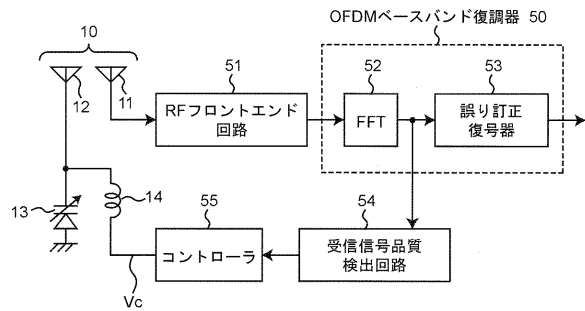 OFDMベースバンド復調器 50
10
12
11
51
RFフロントエンド
回路
52
FFT
53
誤り訂正
復号器
13
14
55
コントローラ
54
受信信号品質
検出回路
Vc